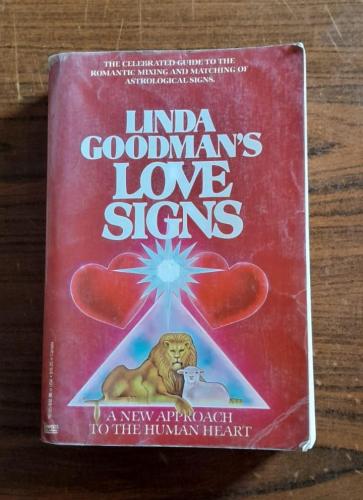 THE CELEBRATED GUIDE TO THE
ROMANTIC MIXING AND MATCHING OF
ASTROLOGICAL SIGNS.
LINDA
GOODMAN'S
LOVE
SIGNS
A NEW APPROACH
TO THE HUMAN HEART